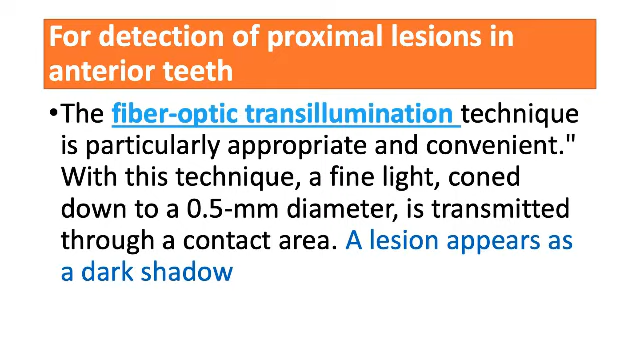 For detection of proximal lesions in
anterior teeth
•The fiber-optic transillumination technique
is particularly appropriate and convenient."
With this technique, a fine light, coned
down to a 0.5-mm diameter, is transmitted
through a contact area. A lesion appears as
a dark shadow